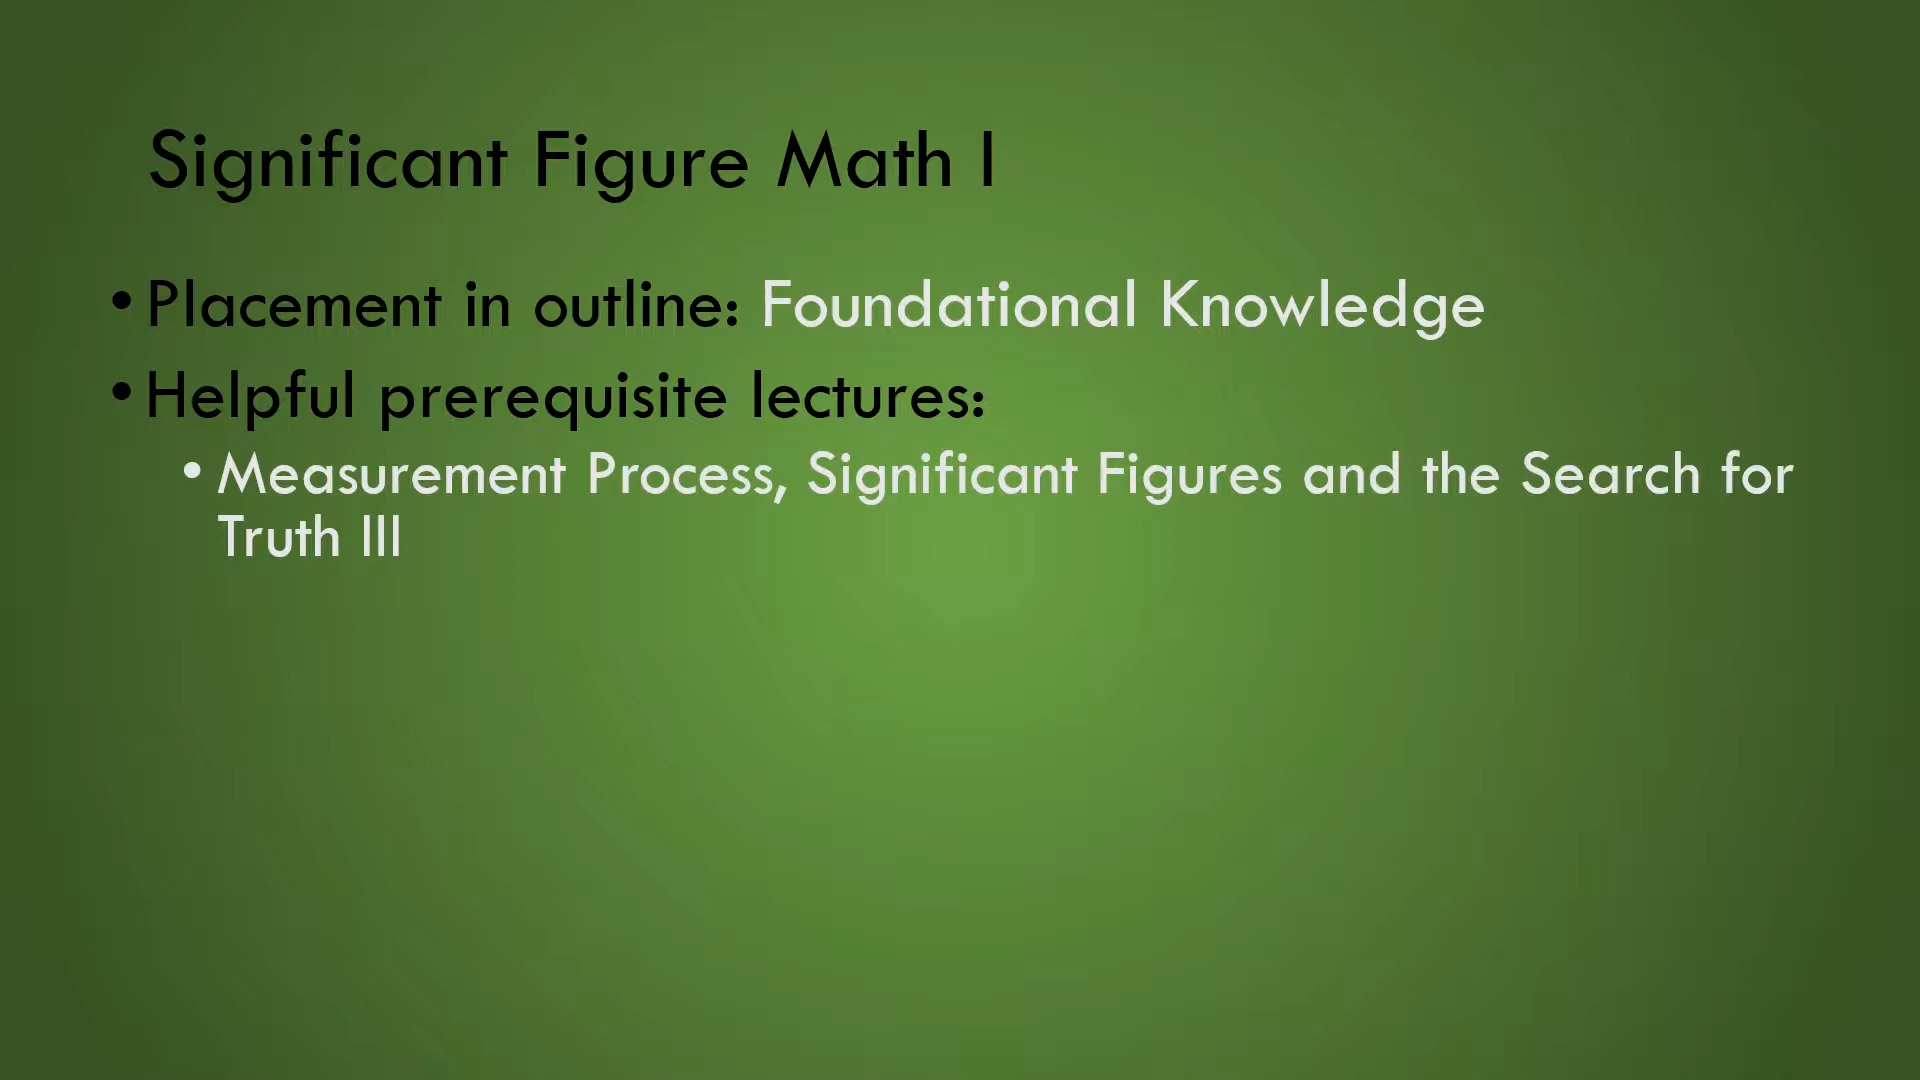 Significant Figure Math I
• Placement in outline: Foundational Knowledge
• Helpful prerequisite lectures:
• Measurement Process, Significant Figures and the Search for
Truth III